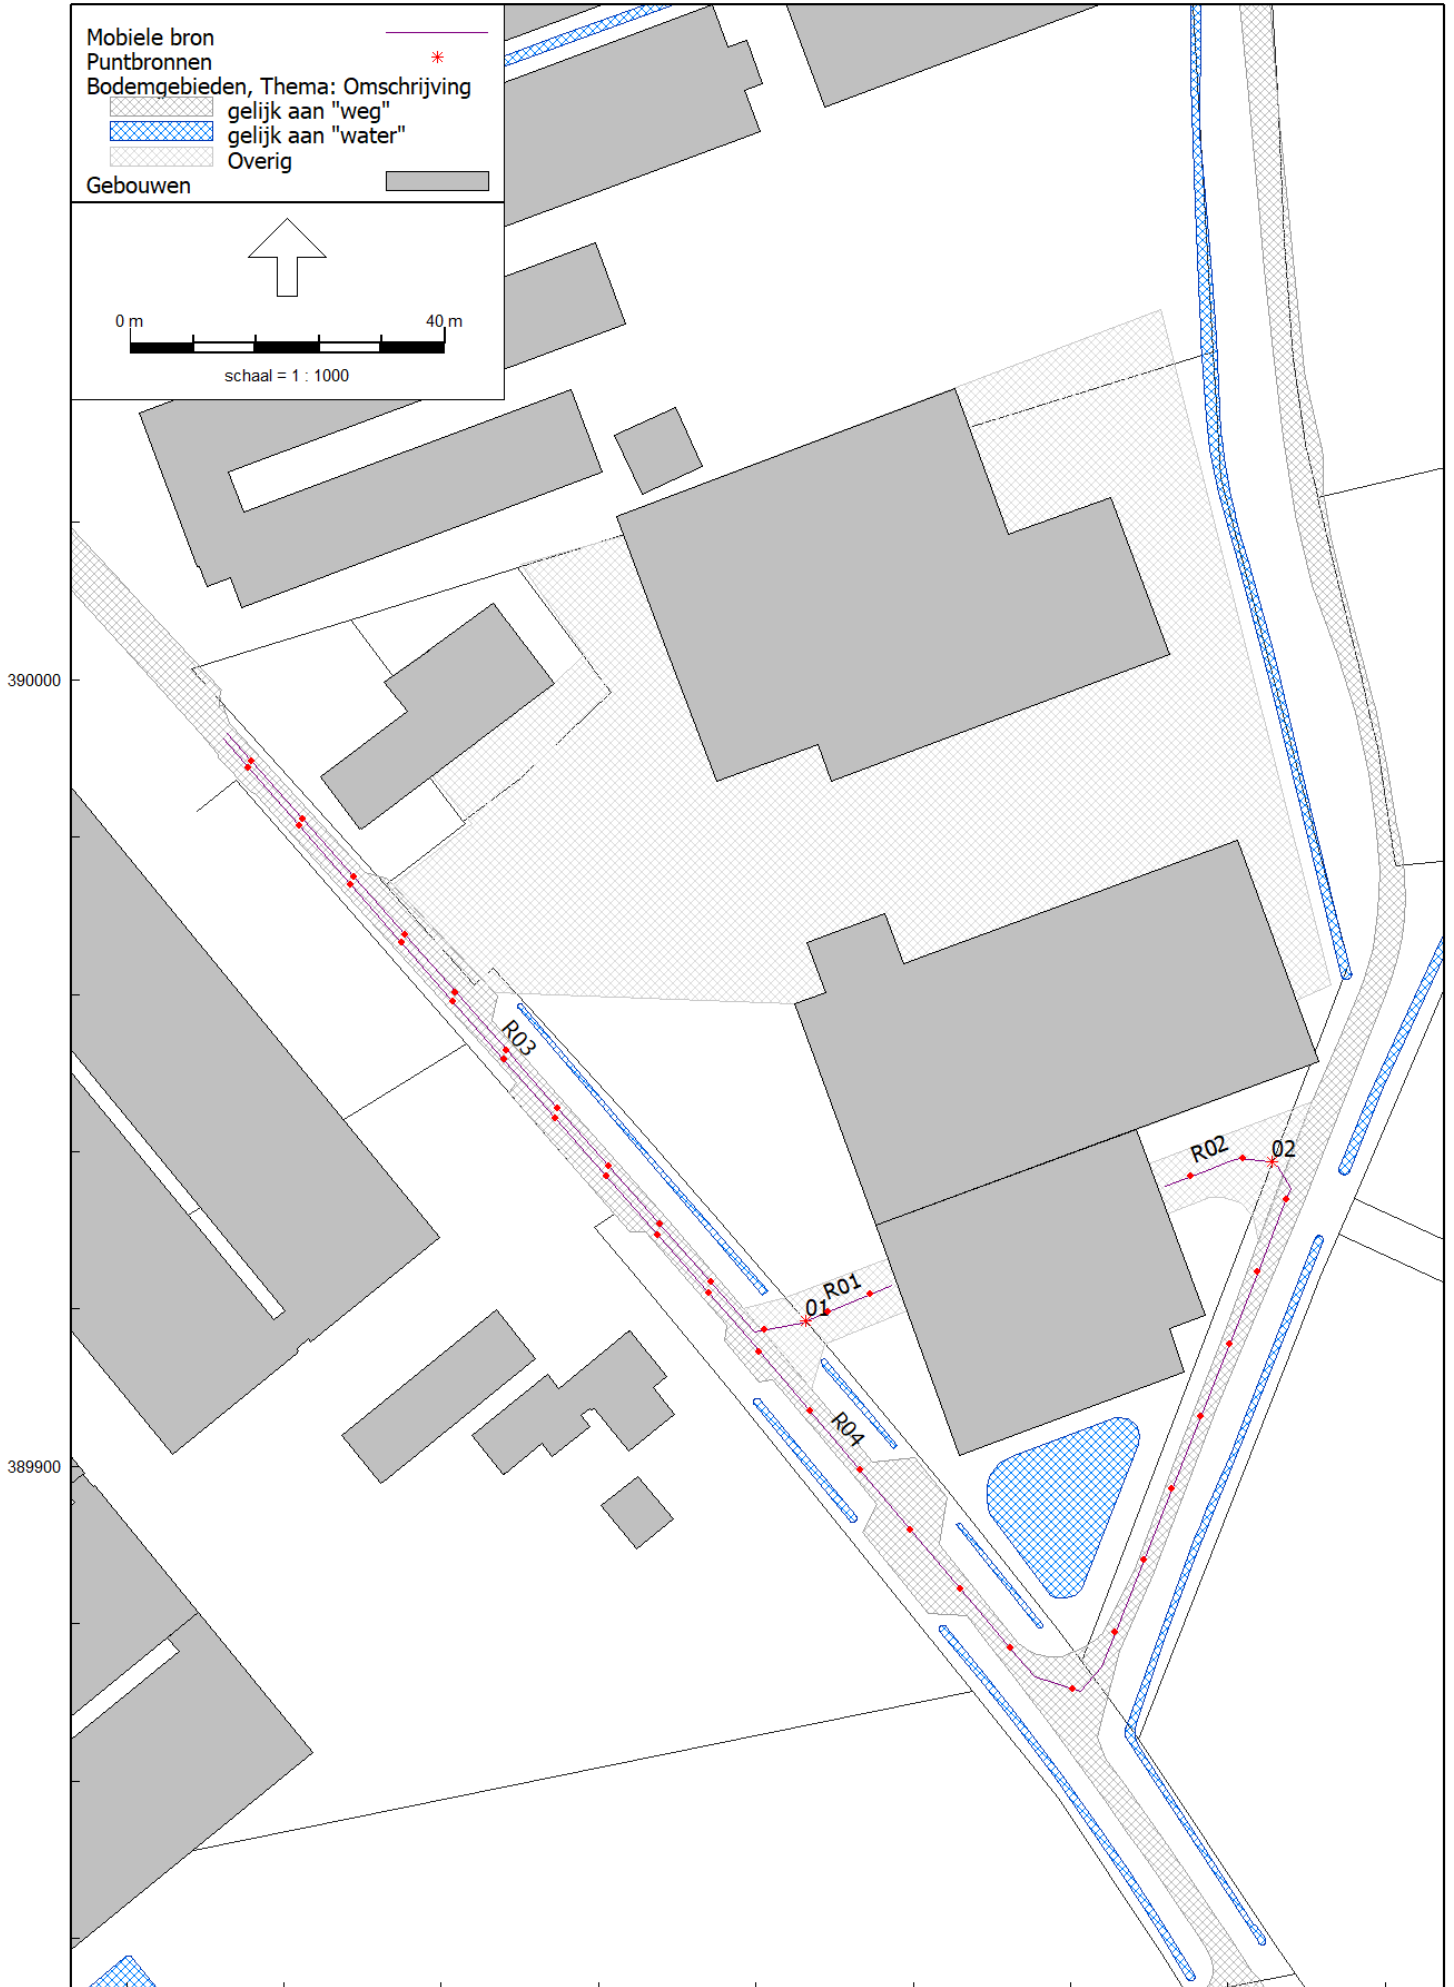 Mobiele bron
Puntbronnen
Bodemgebieden, Thema: Omschrijving
gelijk aan "weg"
gelijk aan "water"
Overig
Gebouwen
0 m 40 m
schaal = 1 : 1000
390000
R03
R02 02
R01
01
R04
389900